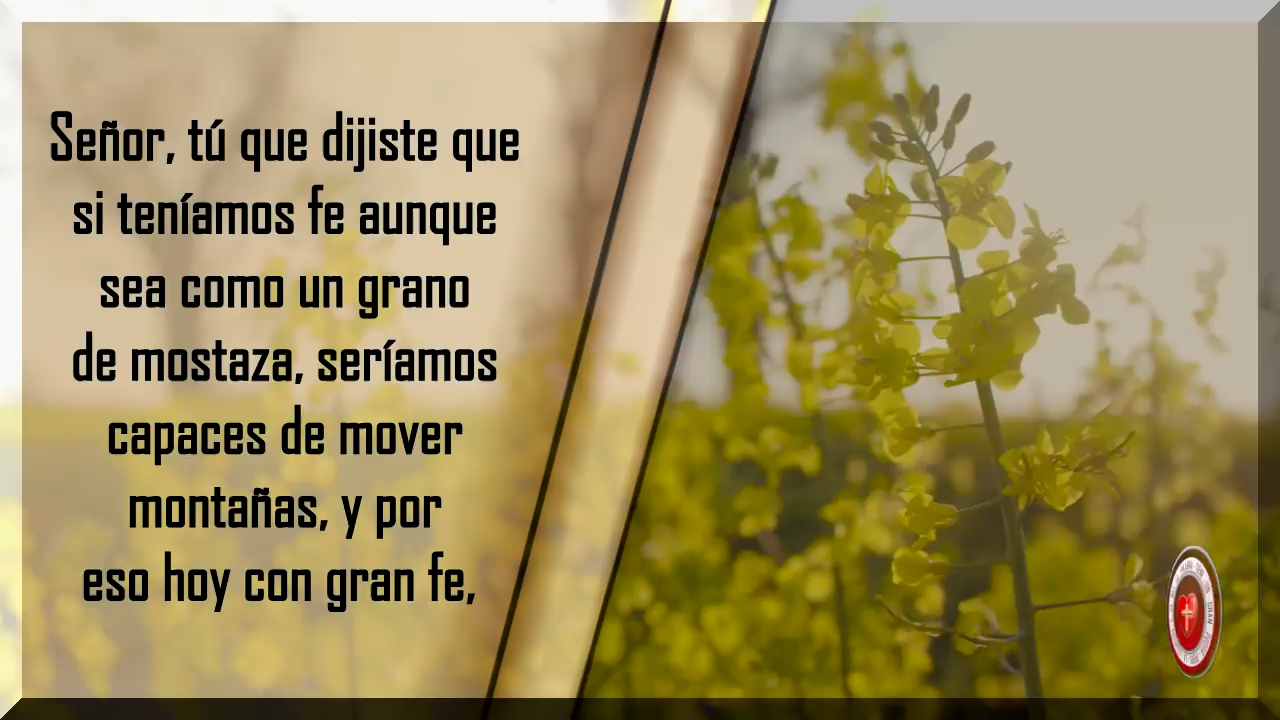 Señor, tú que dijiste que
si teníamos fe aunque
sea como un grano
de mostaza, seríamos
capaces de mover
montañas, y por
eso hoy con gran fe,